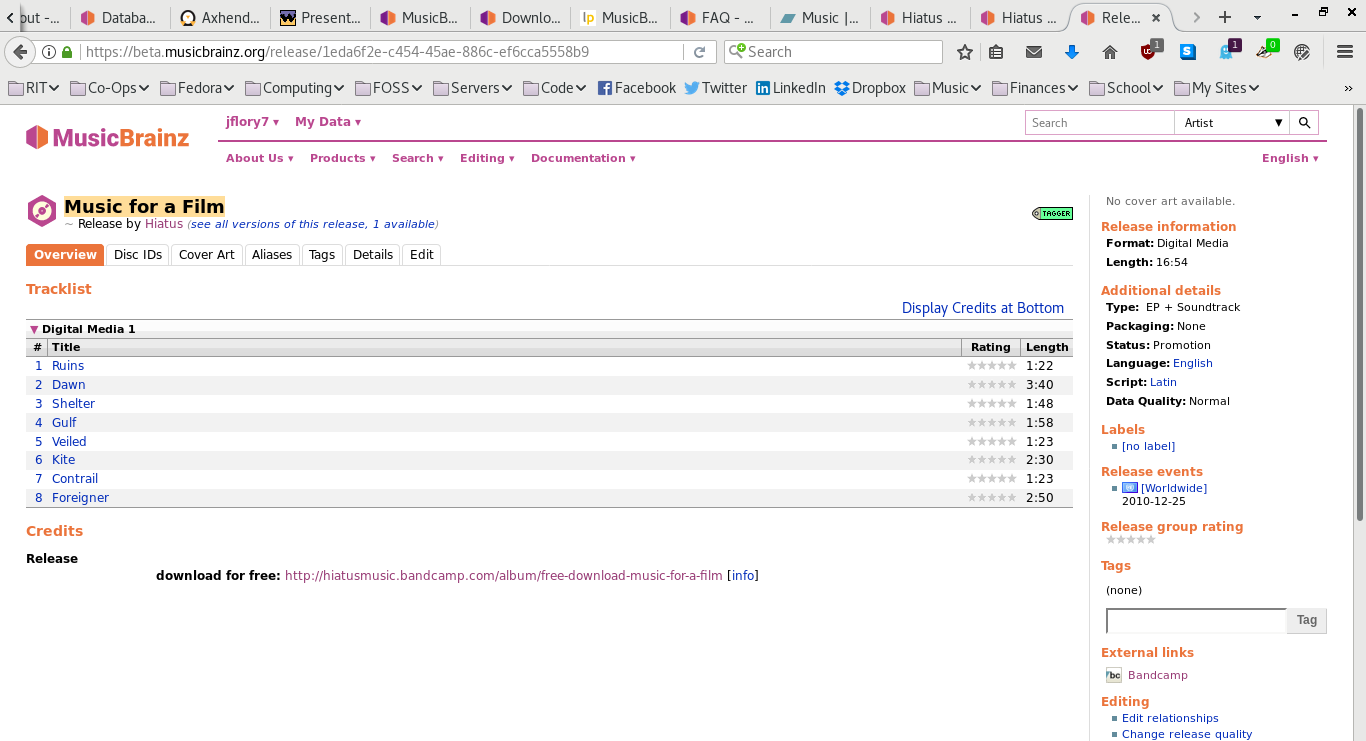 out -...
Databa...
Axhend...
Present...
MusicB...
Downlo...
lp MusicB...
FAQ - ...
Music |...
Hiatus ...
Hiatus ...
Rele...
https://beta.musicbrainz.org/release/1eda6f2e-c454-45ae-886c-ef6cca5558b9
Search
1
1
0
RIT
Co-Ops
Fedora
Computing
FOSS
Servers
Code
Facebook
Twitter
LinkedIn
Dropbox
Music
Finances
School
My Sites
»
MusicBrainz
jflory7 ▾
My Data ▾
Search
Artist
About Us ▾
Products ▾
Search ▾
Editing ▾
Documentation ▾
English ▾
Music for a Film
~ Release by Hiatus (see all versions of this release, 1 available)
TAGGER
Overview
Disc IDs
Cover Art
Aliases
Tags
Details
Edit
Tracklist
Display Credits at Bottom
▼ Digital Media 1
# Title Rating Length
1 Ruins 1:22
2 Dawn 3:40
3 Shelter 1:48
4 Gulf 1:58
5 Veiled 1:23
6 Kite 2:30
7 Contrail 1:23
8 Foreigner 2:50
Credits
Release
download for free: http://hiatusmusic.bandcamp.com/album/free-download-music-for-a-film [info]
No cover art available.
Release information
Format: Digital Media
Length: 16:54
Additional details
Type: EP + Soundtrack
Packaging: None
Status: Promotion
Language: English
Script: Latin
Data Quality: Normal
Labels
[no label]
Release events
[Worldwide]
2010-12-25
Release group rating
Tags
(none)
Tag
External links
bc Bandcamp
Editing
Edit relationships
Change release quality